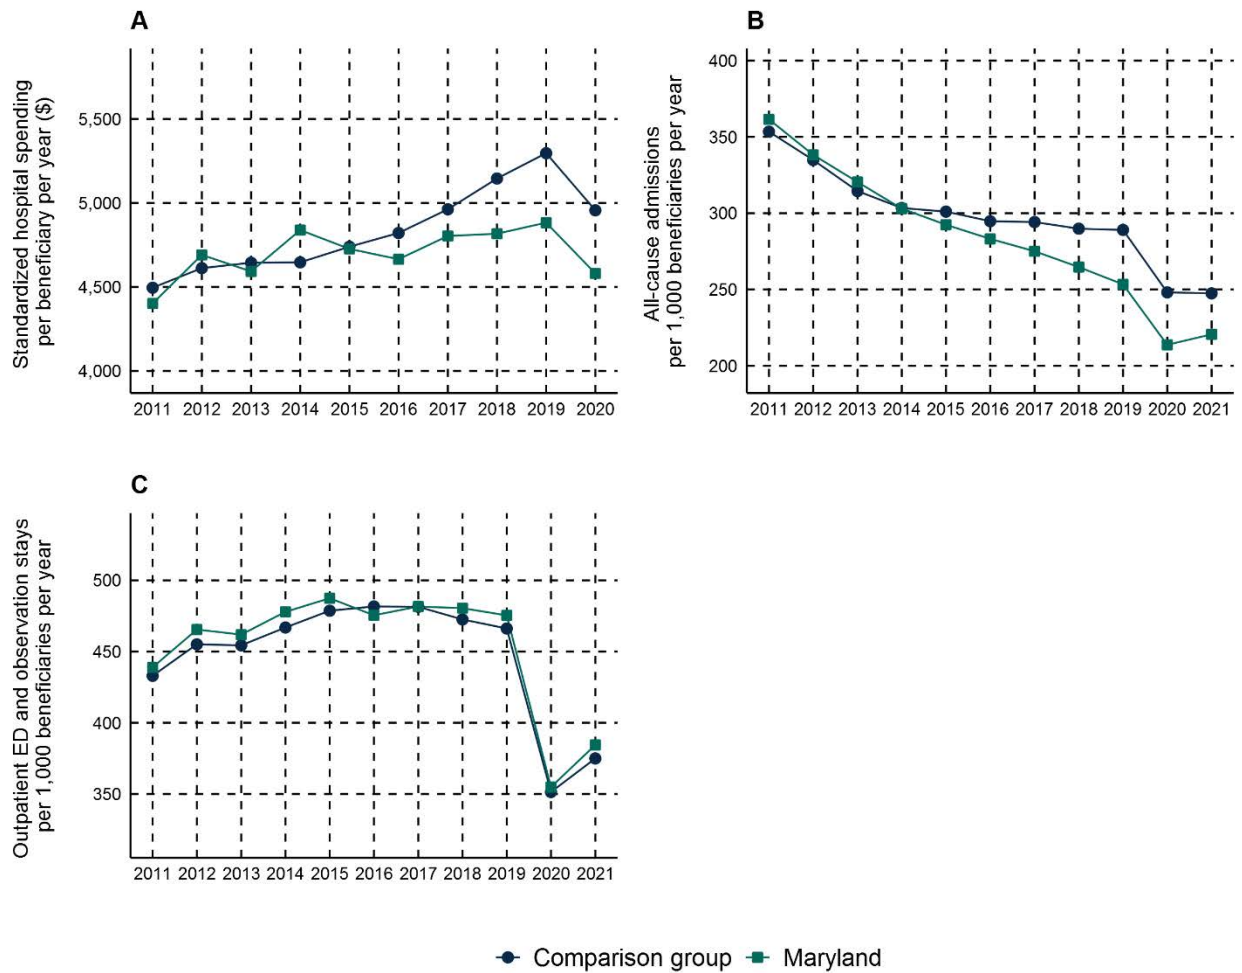 A
Standardized hospital spending
per beneficiary per year ($)
5,500
5,000
4,500
4,000
2011 2012 2013 2014 2015 2016 2017 2018 2019 2020
B
All-cause admissions
per 1,000 beneficiaries per year
400
350
300
250
200
2011 2012 2013 2014 2015 2016 2017 2018 2019 2020 2021
C
Outpatient ED and observation stays
per 1,000 beneficiaries per year
500
450
400
350
2011 2012 2013 2014 2015 2016 2017 2018 2019 2020 2021
Comparison group Maryland